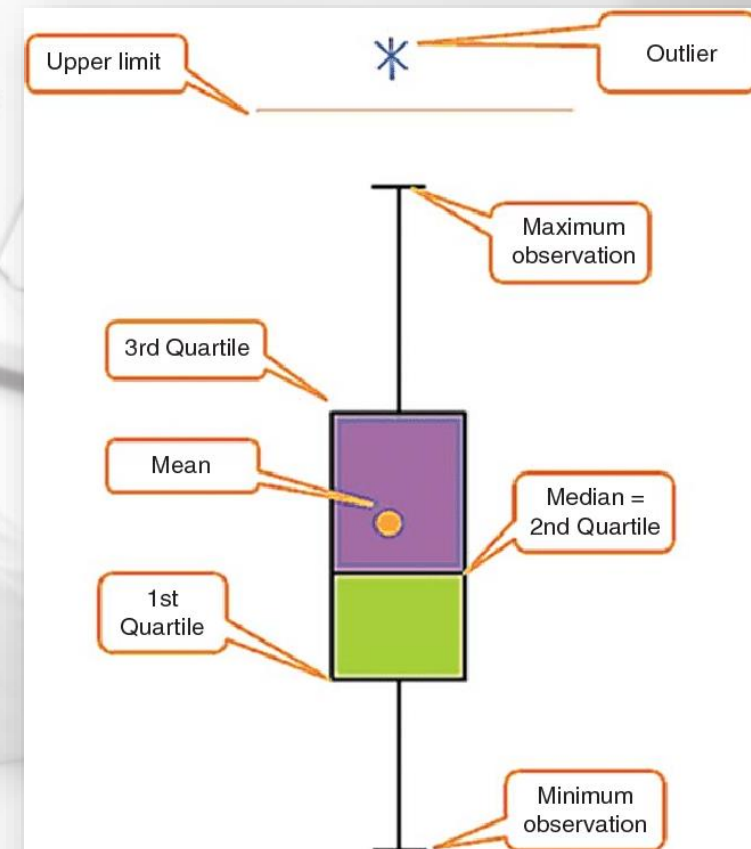 Upper limit
Outlier
Maximum
observation
3rd Quartile
Mean
Median =
2nd Quartile
1st
Quartile
Minimum
observation